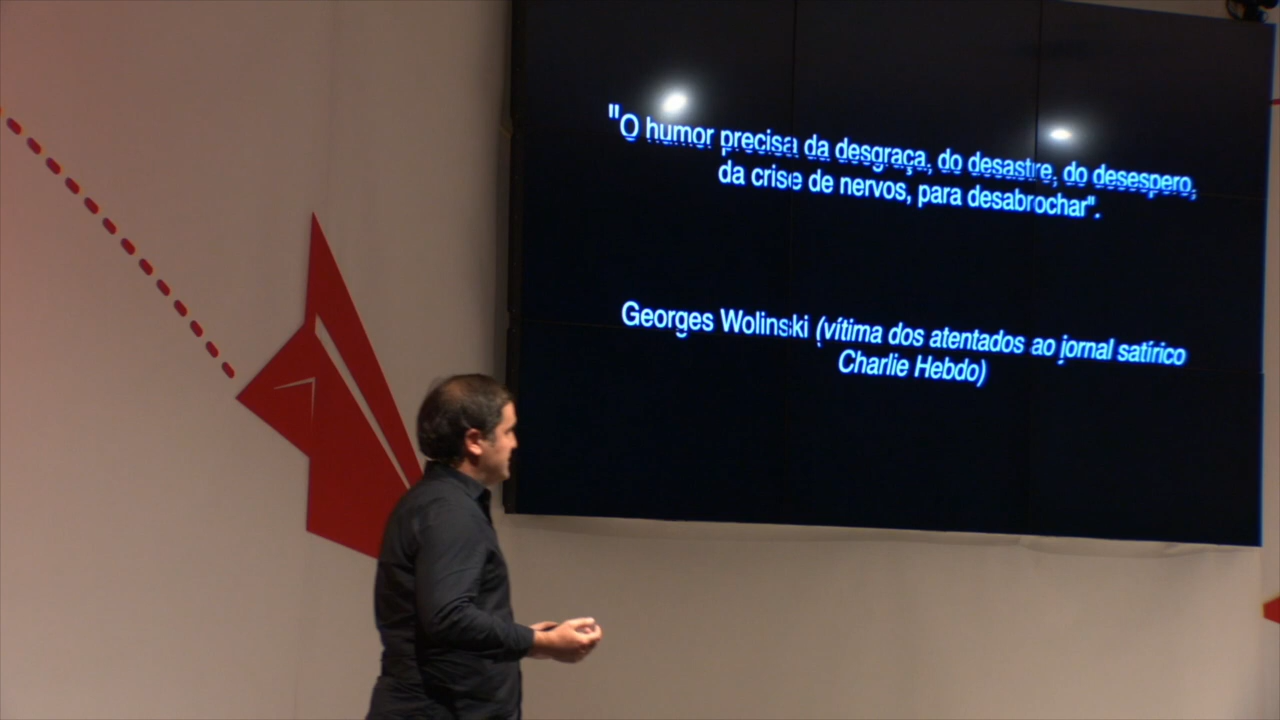 "O humor precisa da desgraça, do desastre, do desespero,
da crise de nervos, para desabrochar".
Georges Wolinski (vítima dos atentados ao jornal satírico
Charlie Hebdo)